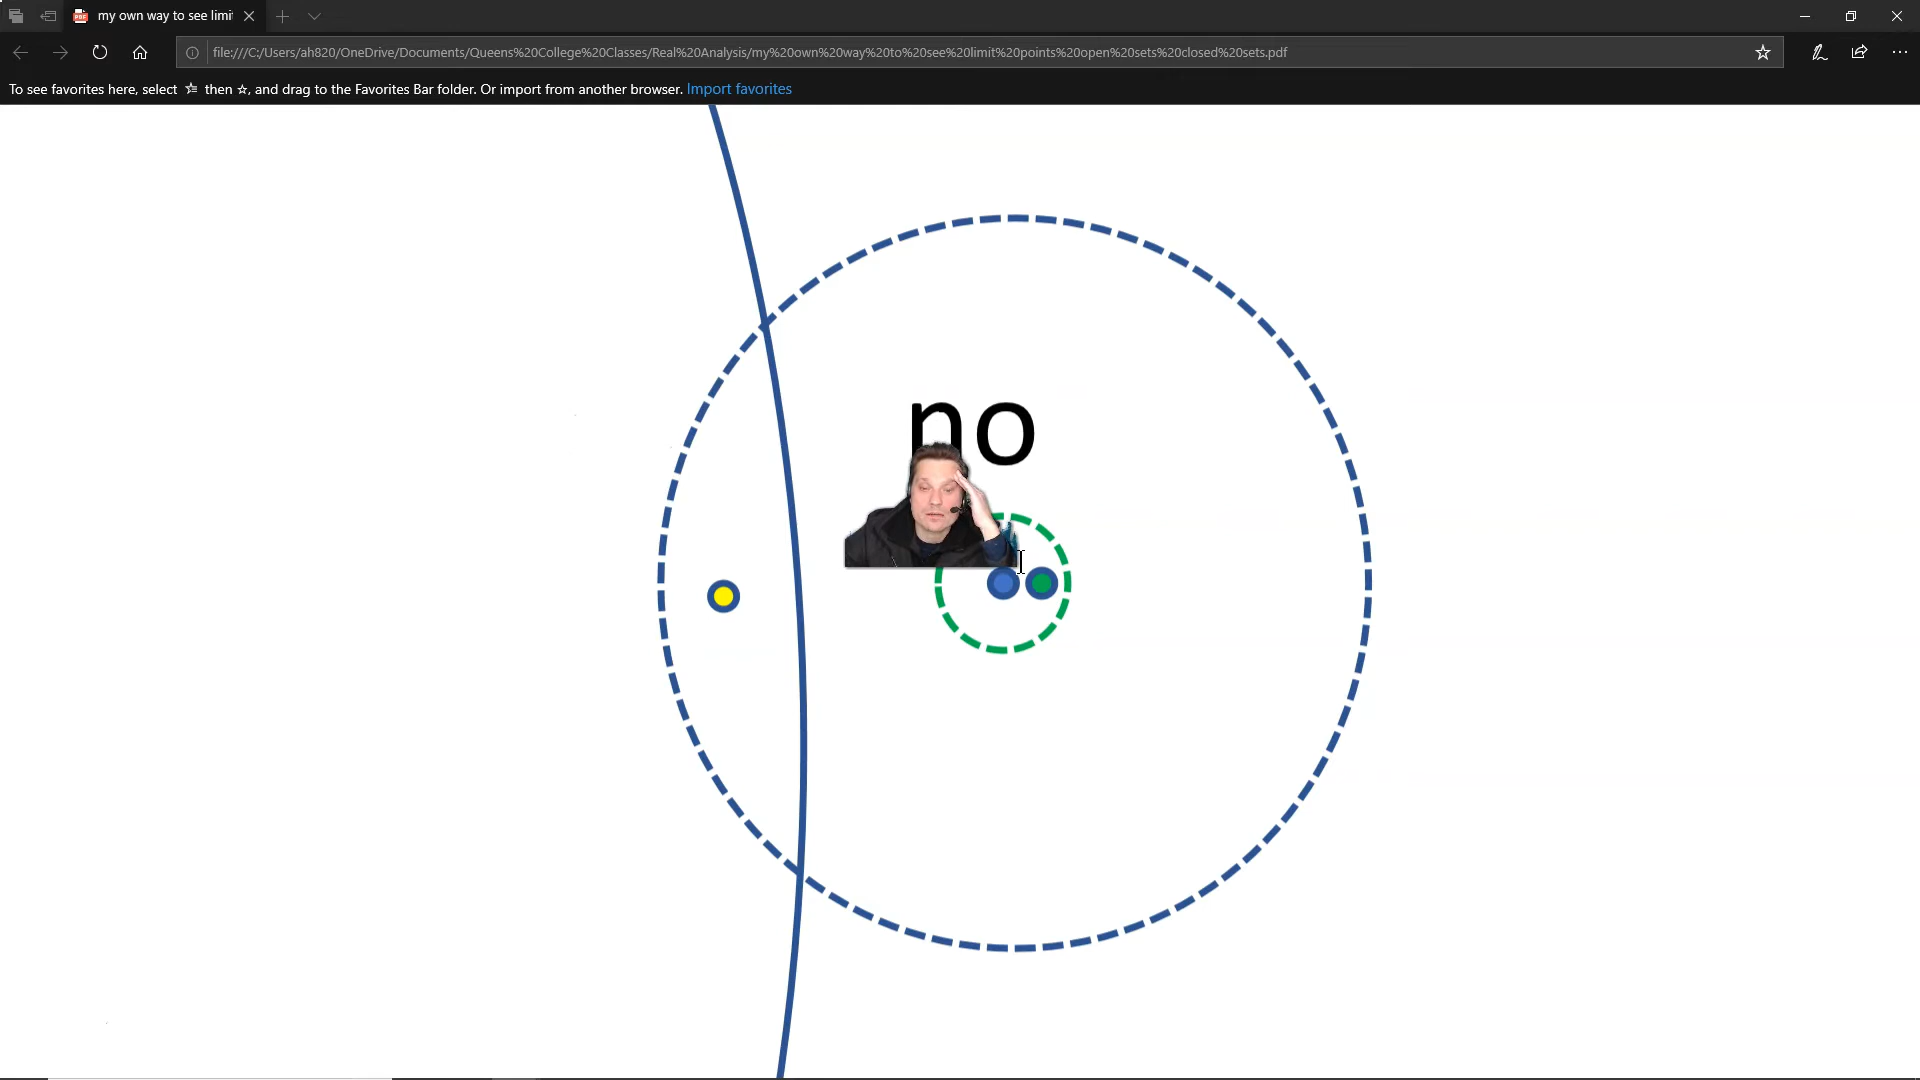 my own way to see limi
file:///C:/Users/ah820/OneDrive/Documents/Queens%20College%20Classes/Real%20Analysis/my%20own%20way%20to%20see%20limit%20points%20open%20sets%20closed%20sets.pdf
To see favorites here, select then ☆, and drag to the Favorites Bar folder. Or import from another browser. Import favorites
no